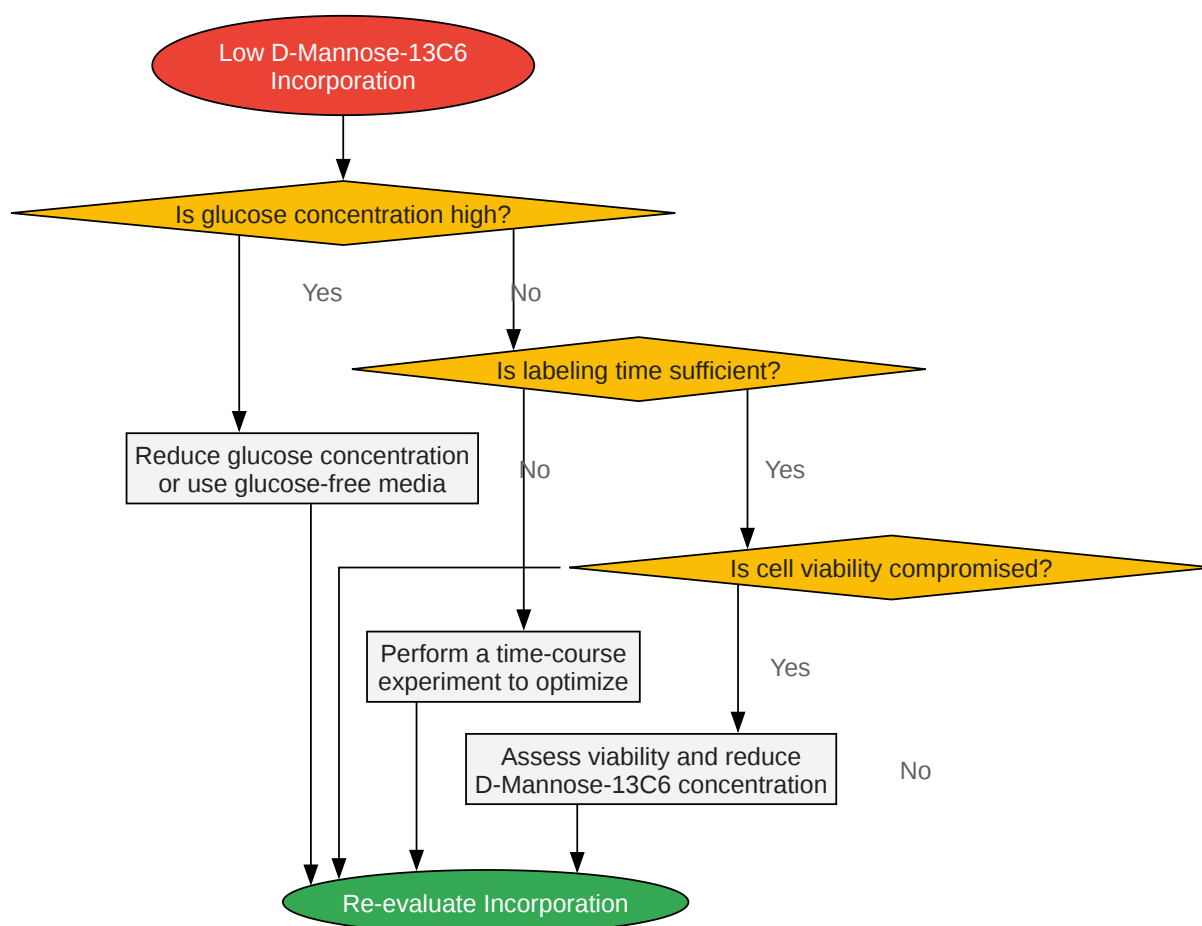 Low D-Mannose-13C6
Incorporation
Is glucose concentration high?
Yes
No
Is labeling time sufficient?
Reduce glucose concentration
or use glucose-free media
No
Yes
Is cell viability compromised?
Perform a time-course
experiment to optimize
Yes
Assess viability and reduce
D-Mannose-13C6 concentration
No
Re-evaluate Incorporation